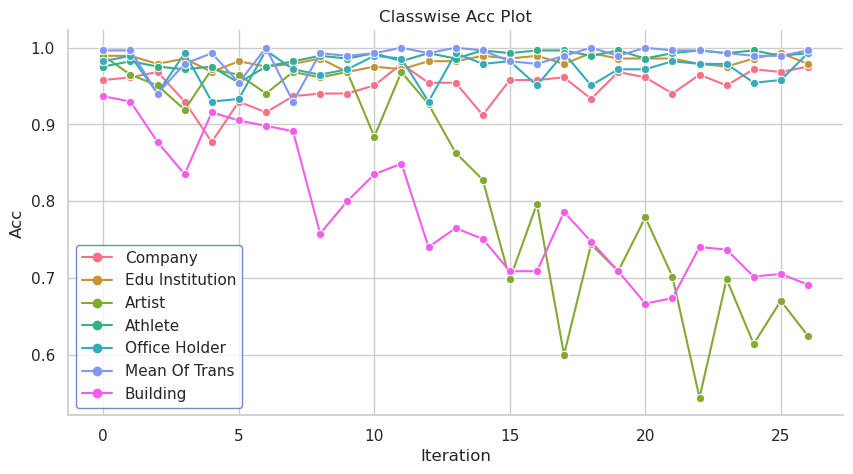 Classwise Acc Plot
1.0
0.9
0.8
0.7
0.6
Acc
Company
Edu Institution
Artist
Athlete
Office Holder
Mean Of Trans
Building
0 5 10 15 20 25
Iteration